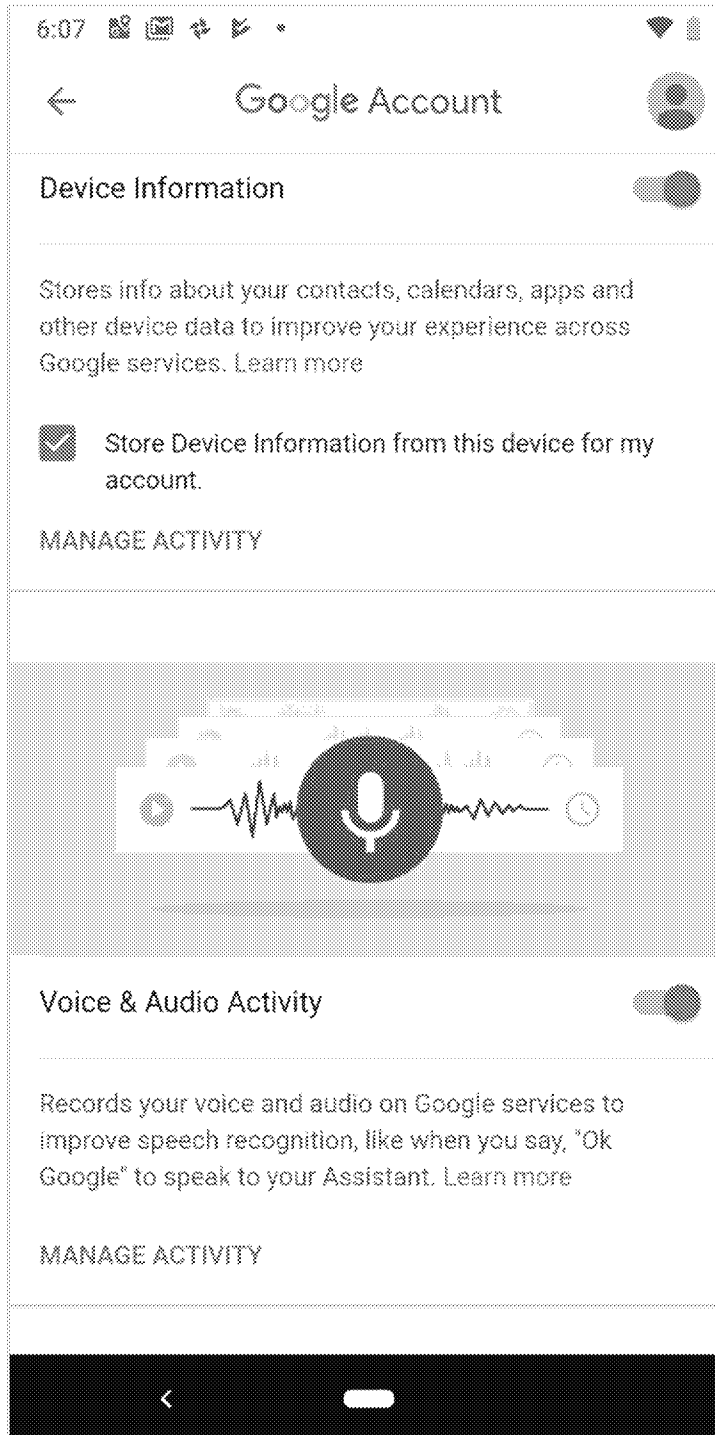 6:07
Google Account
Device Information
Stores info about your contacts, calendars, apps and
other device data to improve your experience across
Google services. Learn more
Store Device Information from this device for my
account.
MANAGE ACTIVITY
Voice & Audio Activity
Records your voice and audio on Google services to
improve speech recognition, like when you say, "Ok
Google" to speak to your Assistant. Learn more
MANAGE ACTIVITY